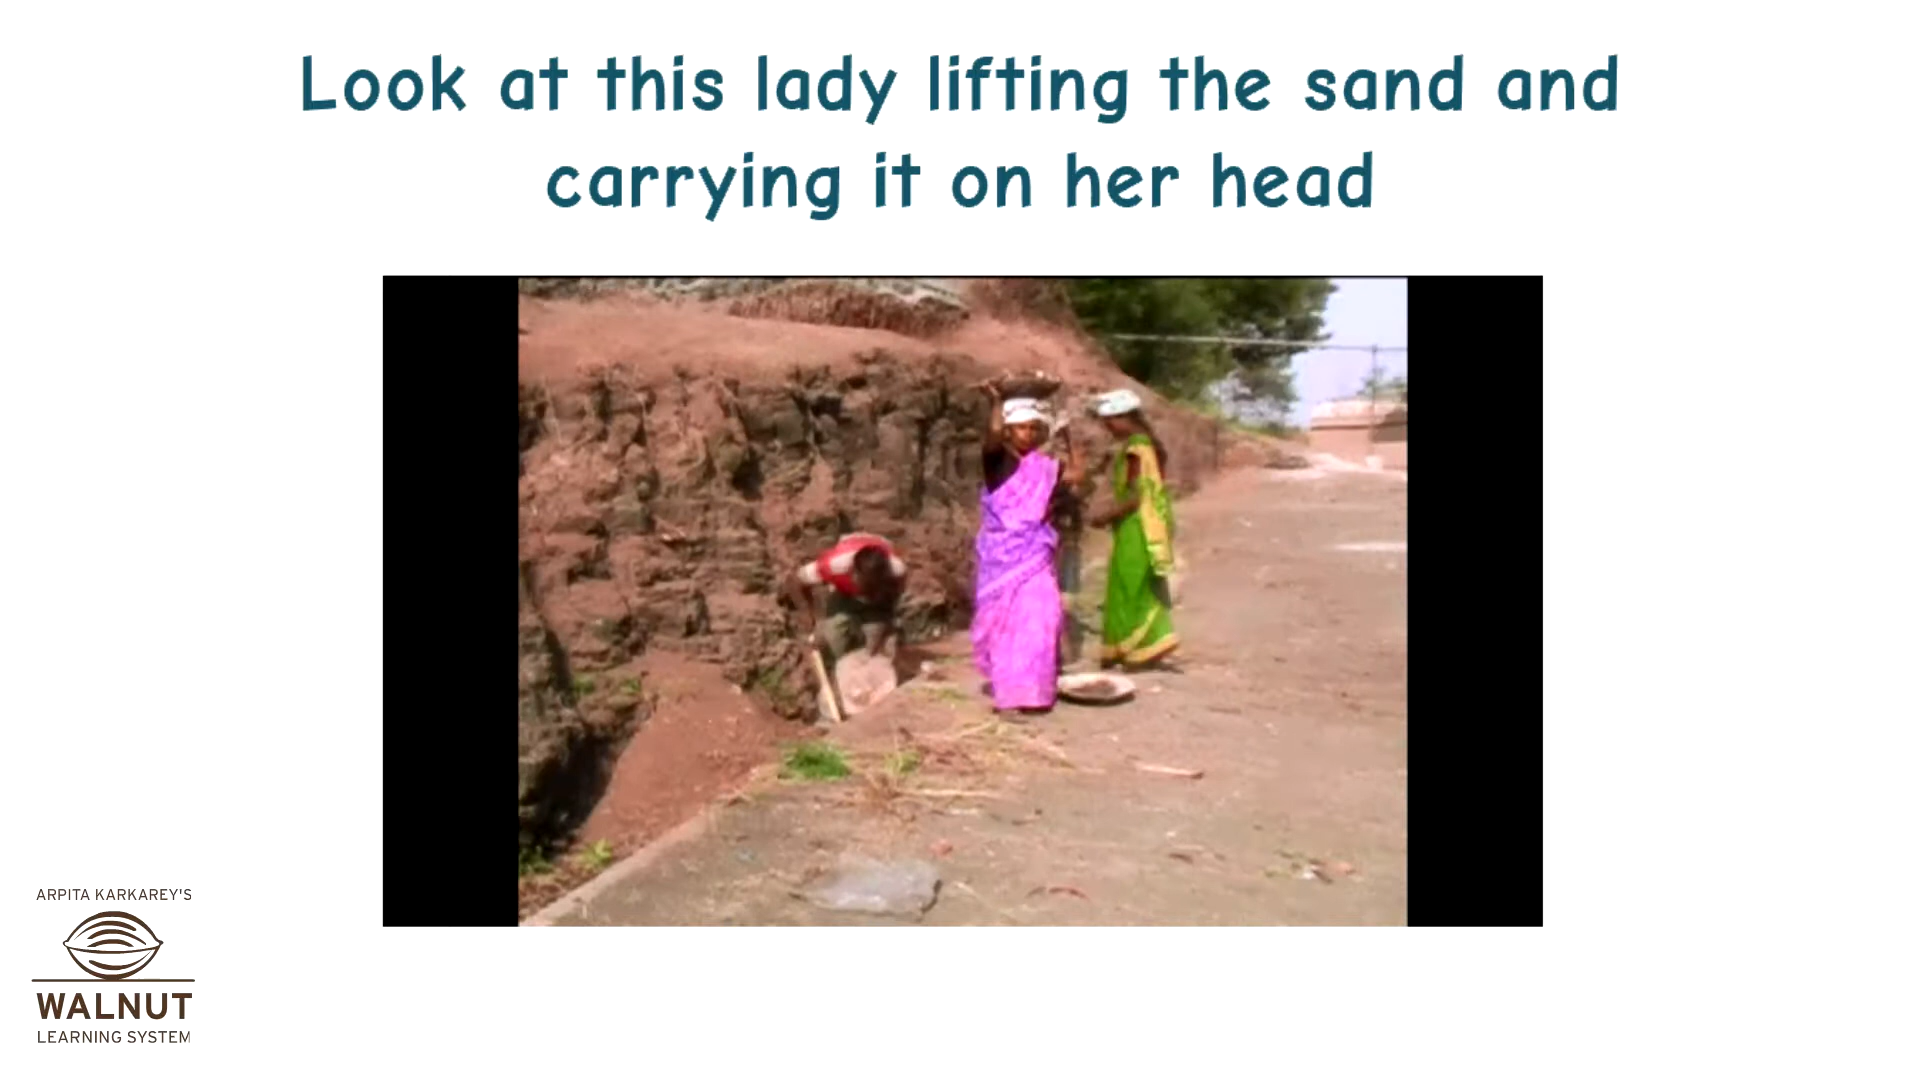 Look at this lady lifting the sand and
carrying it on her head
ARPITA KARKAREY'S
WALNUT
LEARNING SYSTEM